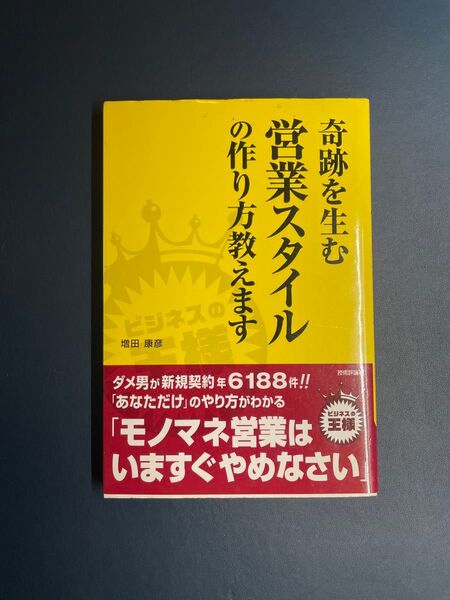 奇跡を生む
営業スタイル
の作り方教えます
ビジネスの
王様
増田 康彦
技術評論社
ダメ男が新規契約年6188件!!
「あなただけ」のやり方がわかる
ビジネスの
王様
「モノマネ営業は
いますぐやめなさい」